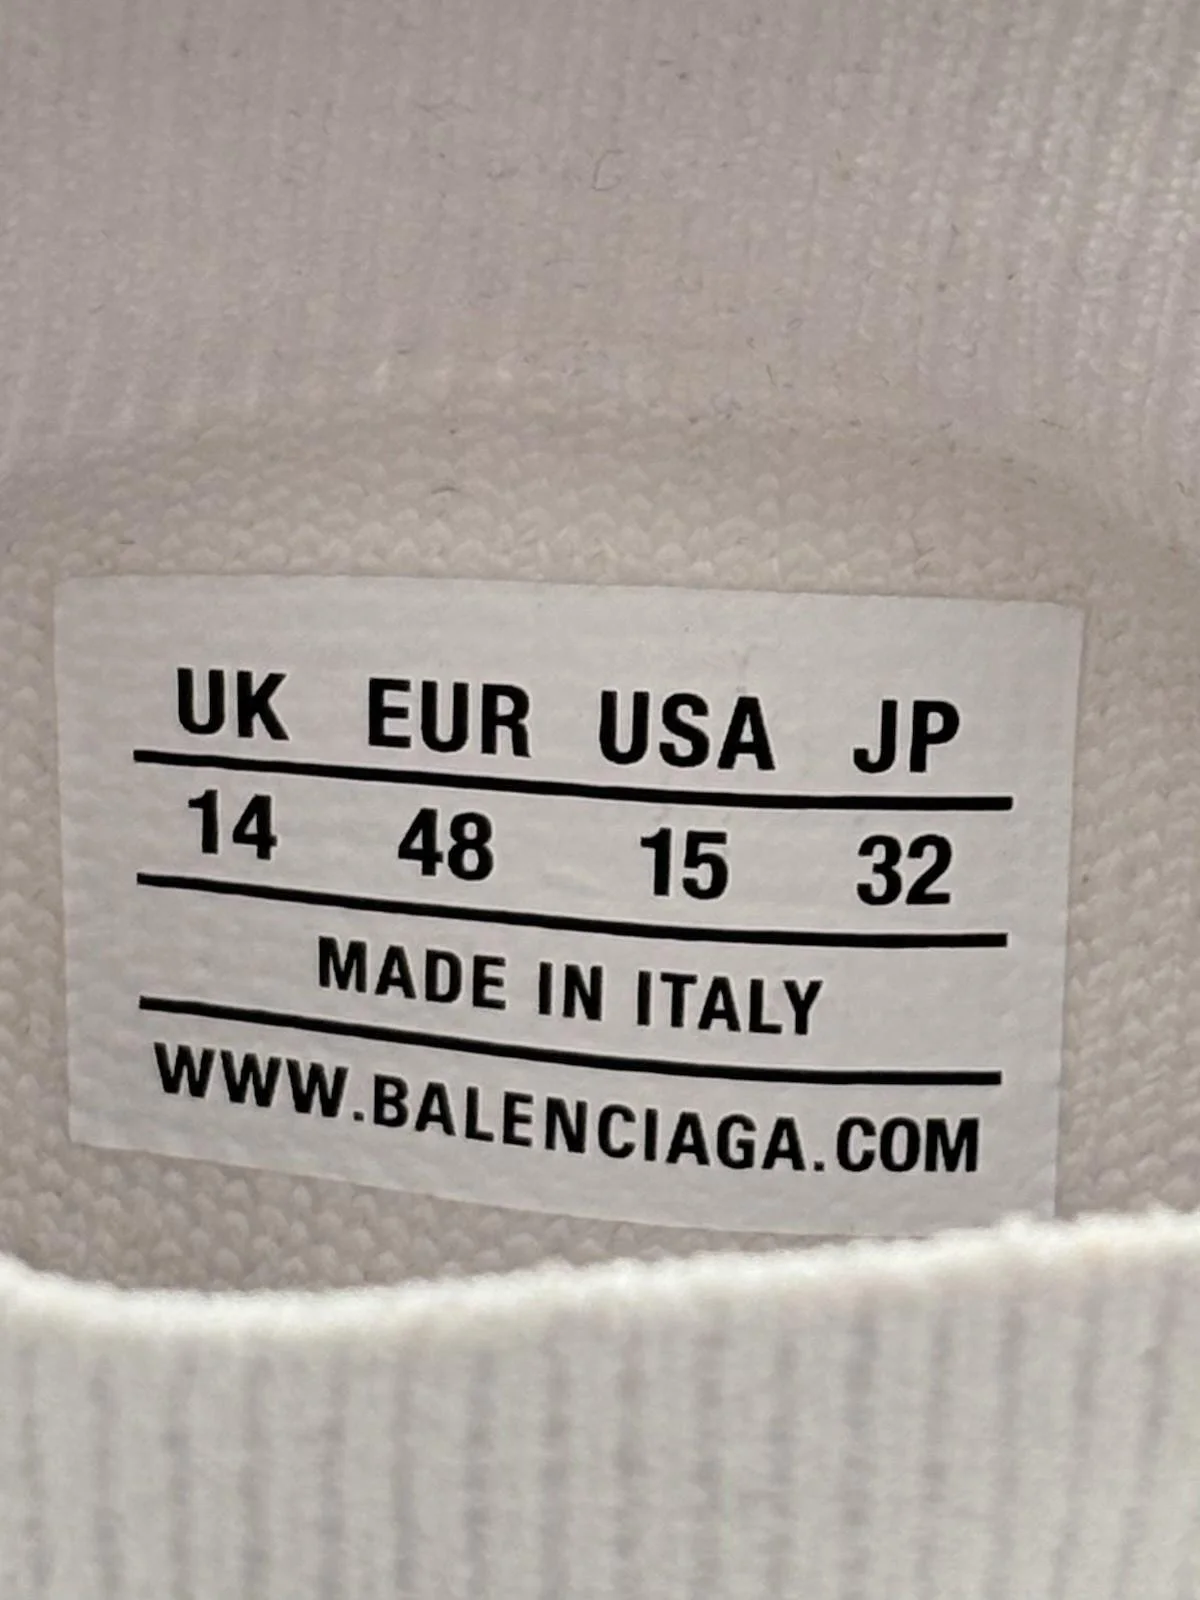 UK EUR USA JP
14 48 15 32
MADE IN ITALY
WWW.BALENCIAGA.COM